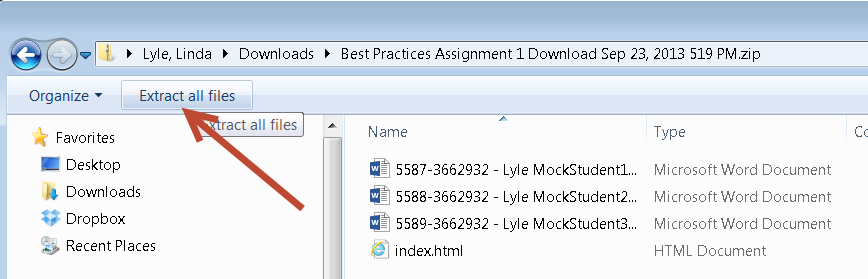 Lyle, Linda Downloads Best Practices Assignment 1 Download Sep 23, 2013 519 PM.zip
Organize Extract all files
xtract all files
Favorites
Desktop
Downloads
Dropbox
Recent Places
Name Type Co
5587-3662932 - Lyle MockStudent1... Microsoft Word Document
5588-3662932 - Lyle MockStudent2... Microsoft Word Document
5589-3662932 - Lyle MockStudent3... Microsoft Word Document
index.html HTML Document